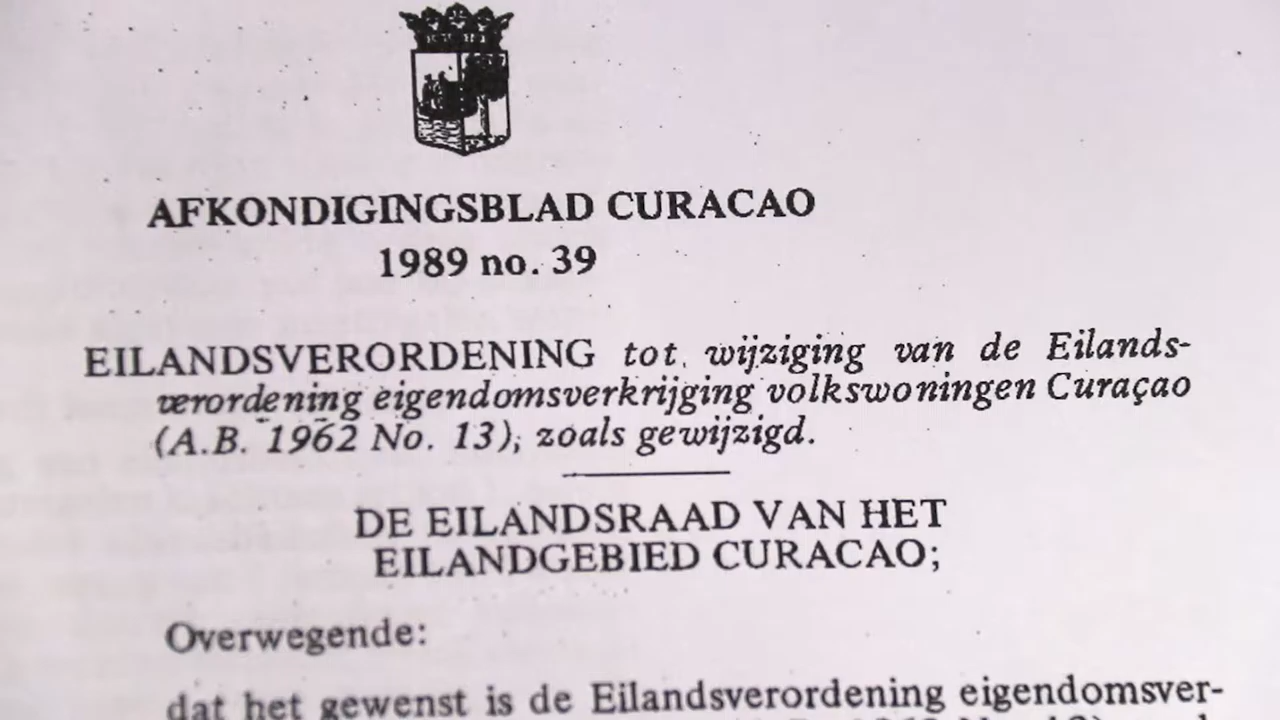 AFKONDIGINGSBLAD CURACAO
1989 no. 39
EILANDSVERORDENING tot wijziging van de Eilands-
verordening eigendomsverkrijging volkswoningen Curaçao
(A.B. 1962 No. 13), zoals gewijzigd.
DE EILANDSRAAD VAN HET
EILANDGEBIED CURACAO;
Overwegende:
dat het gewenst is de Eilandsverordening eigendomsver-